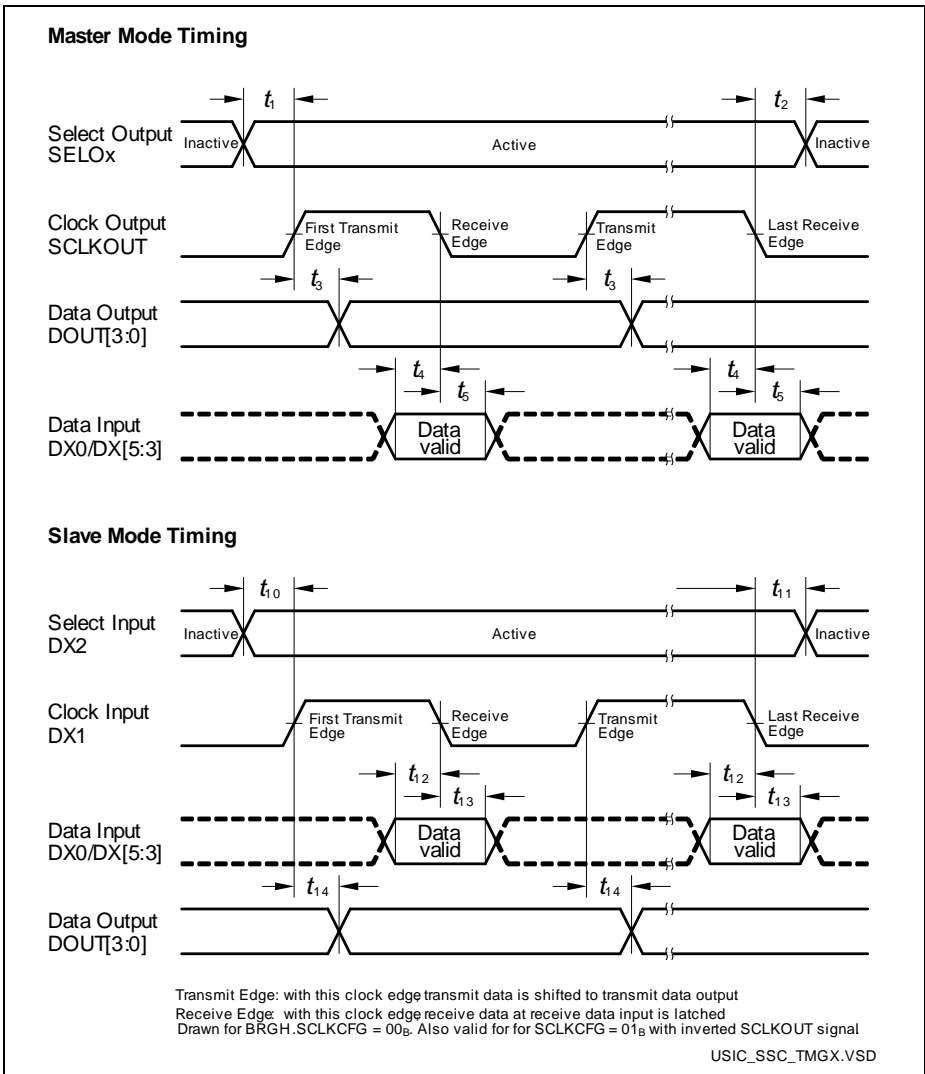 Master Mode Timing
t1
t2
Select Output
SELOx
Inactive
Active
Inactive
Clock Output
SCLKOUT
First Transmit
Edge
Receive
Edge
Transmit
Edge
Last Receive
Edge
t3
t3
Data Output
DOUT[3:0]
t4
t5
t4
t5
Data Input
DX0/DX[5:3]
Data
valid
Data
valid
Slave Mode Timing
t10
t11
Select Input
DX2
Inactive
Active
Inactive
Clock Input
DX1
First Transmit
Edge
Receive
Edge
Transmit
Edge
Last Receive
Edge
t12
t13
t12
t13
Data Input
DX0/DX[5:3]
Data
valid
Data
valid
t14
t14
Data Output
DOUT[3:0]
Transmit Edge: with this clock edge, transmit data is shifted to transmit data output
Receive Edge: with this clock edge, receive data at receive data input is latched
Drawn for BRGH.SCLKCFG = 00B. Also valid for for SCLKCFG = 01B with inverted SCLKOUT signal.
USIC_SSC_TMGX.VSD